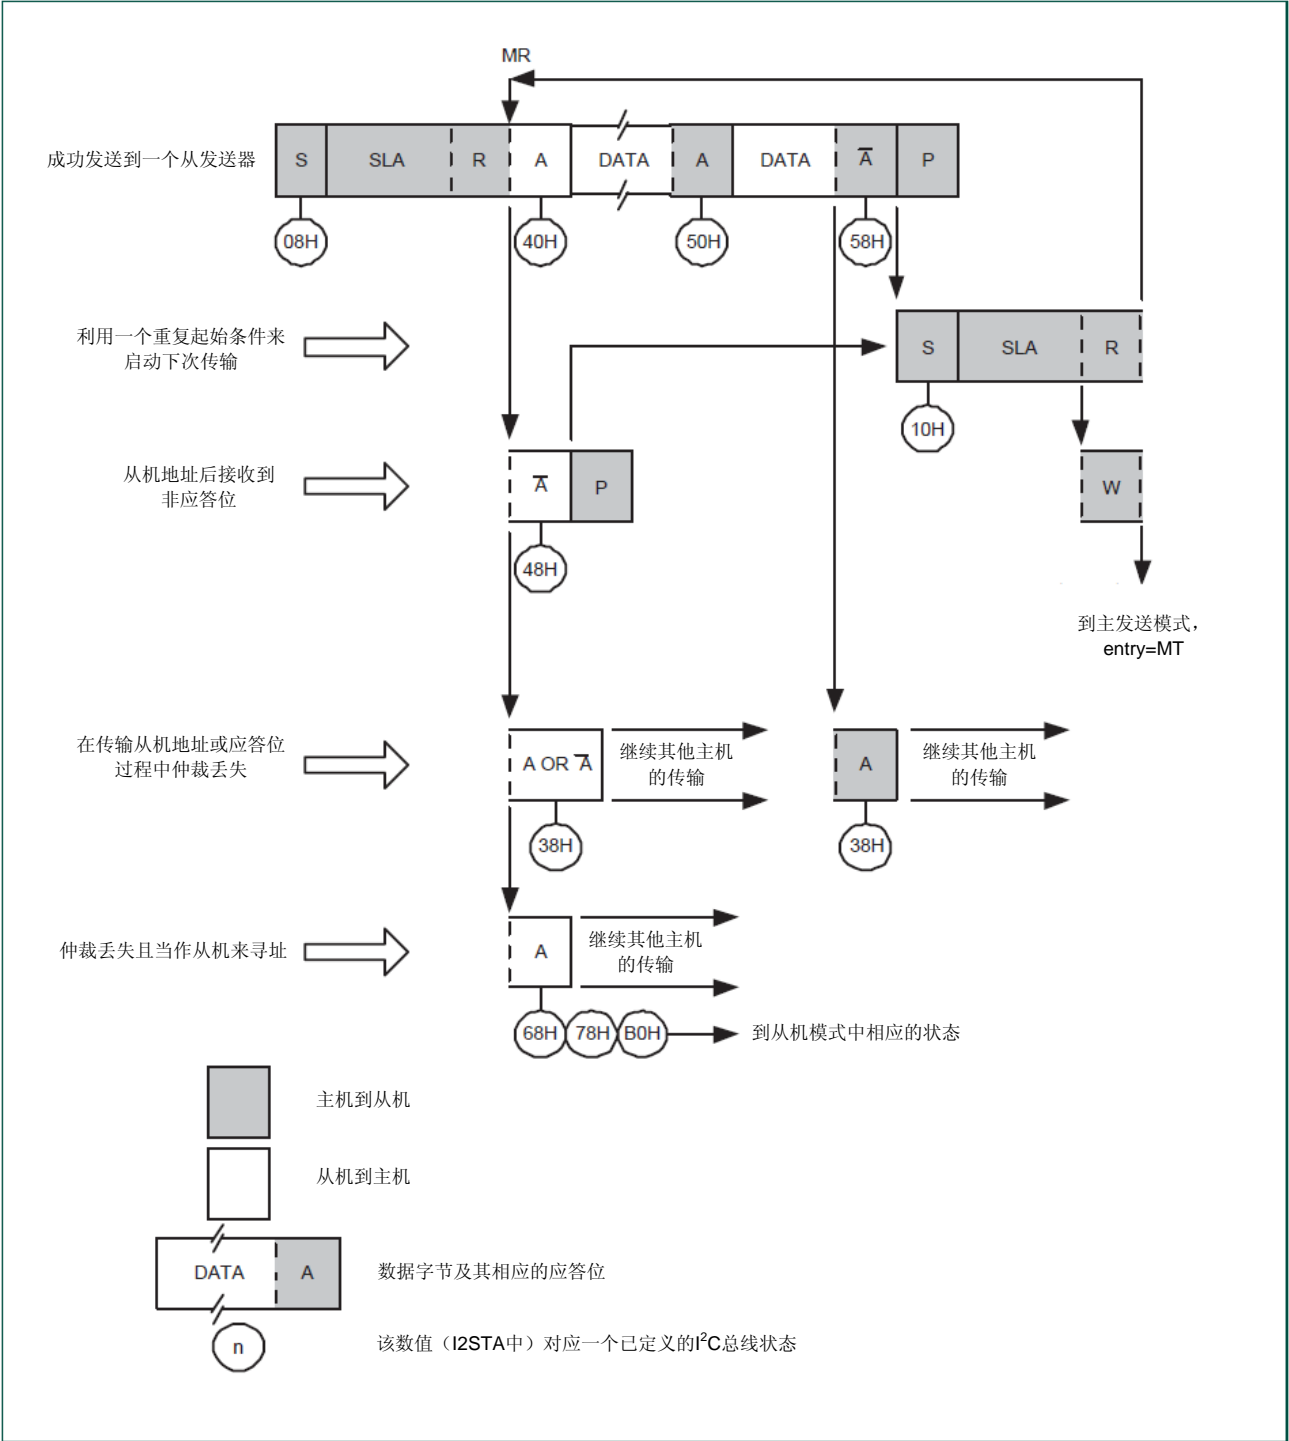 MR
成功发送到一个从发送器
S SLA R A DATA A DATA A̅ P
08H 40H 50H 58H
利用一个重复起始条件来
启动下次传输
S SLA R
10H
从机地址后接收到
非应答位
A̅ P
W
48H
到主发送模式，
entry=MT
在传输从机地址或应答位
过程中仲裁丢失
A OR A̅
继续其他主机
的传输
A
继续其他主机
的传输
38H 38H
仲裁丢失且当作从机来寻址
A
继续其他主机
的传输
68H 78H B0H
到从机模式中相应的状态
主机到从机
从机到主机
DATA A
数据字节及其相应的应答位
n
该数值（I2STA中）对应一个已定义的I²C总线状态